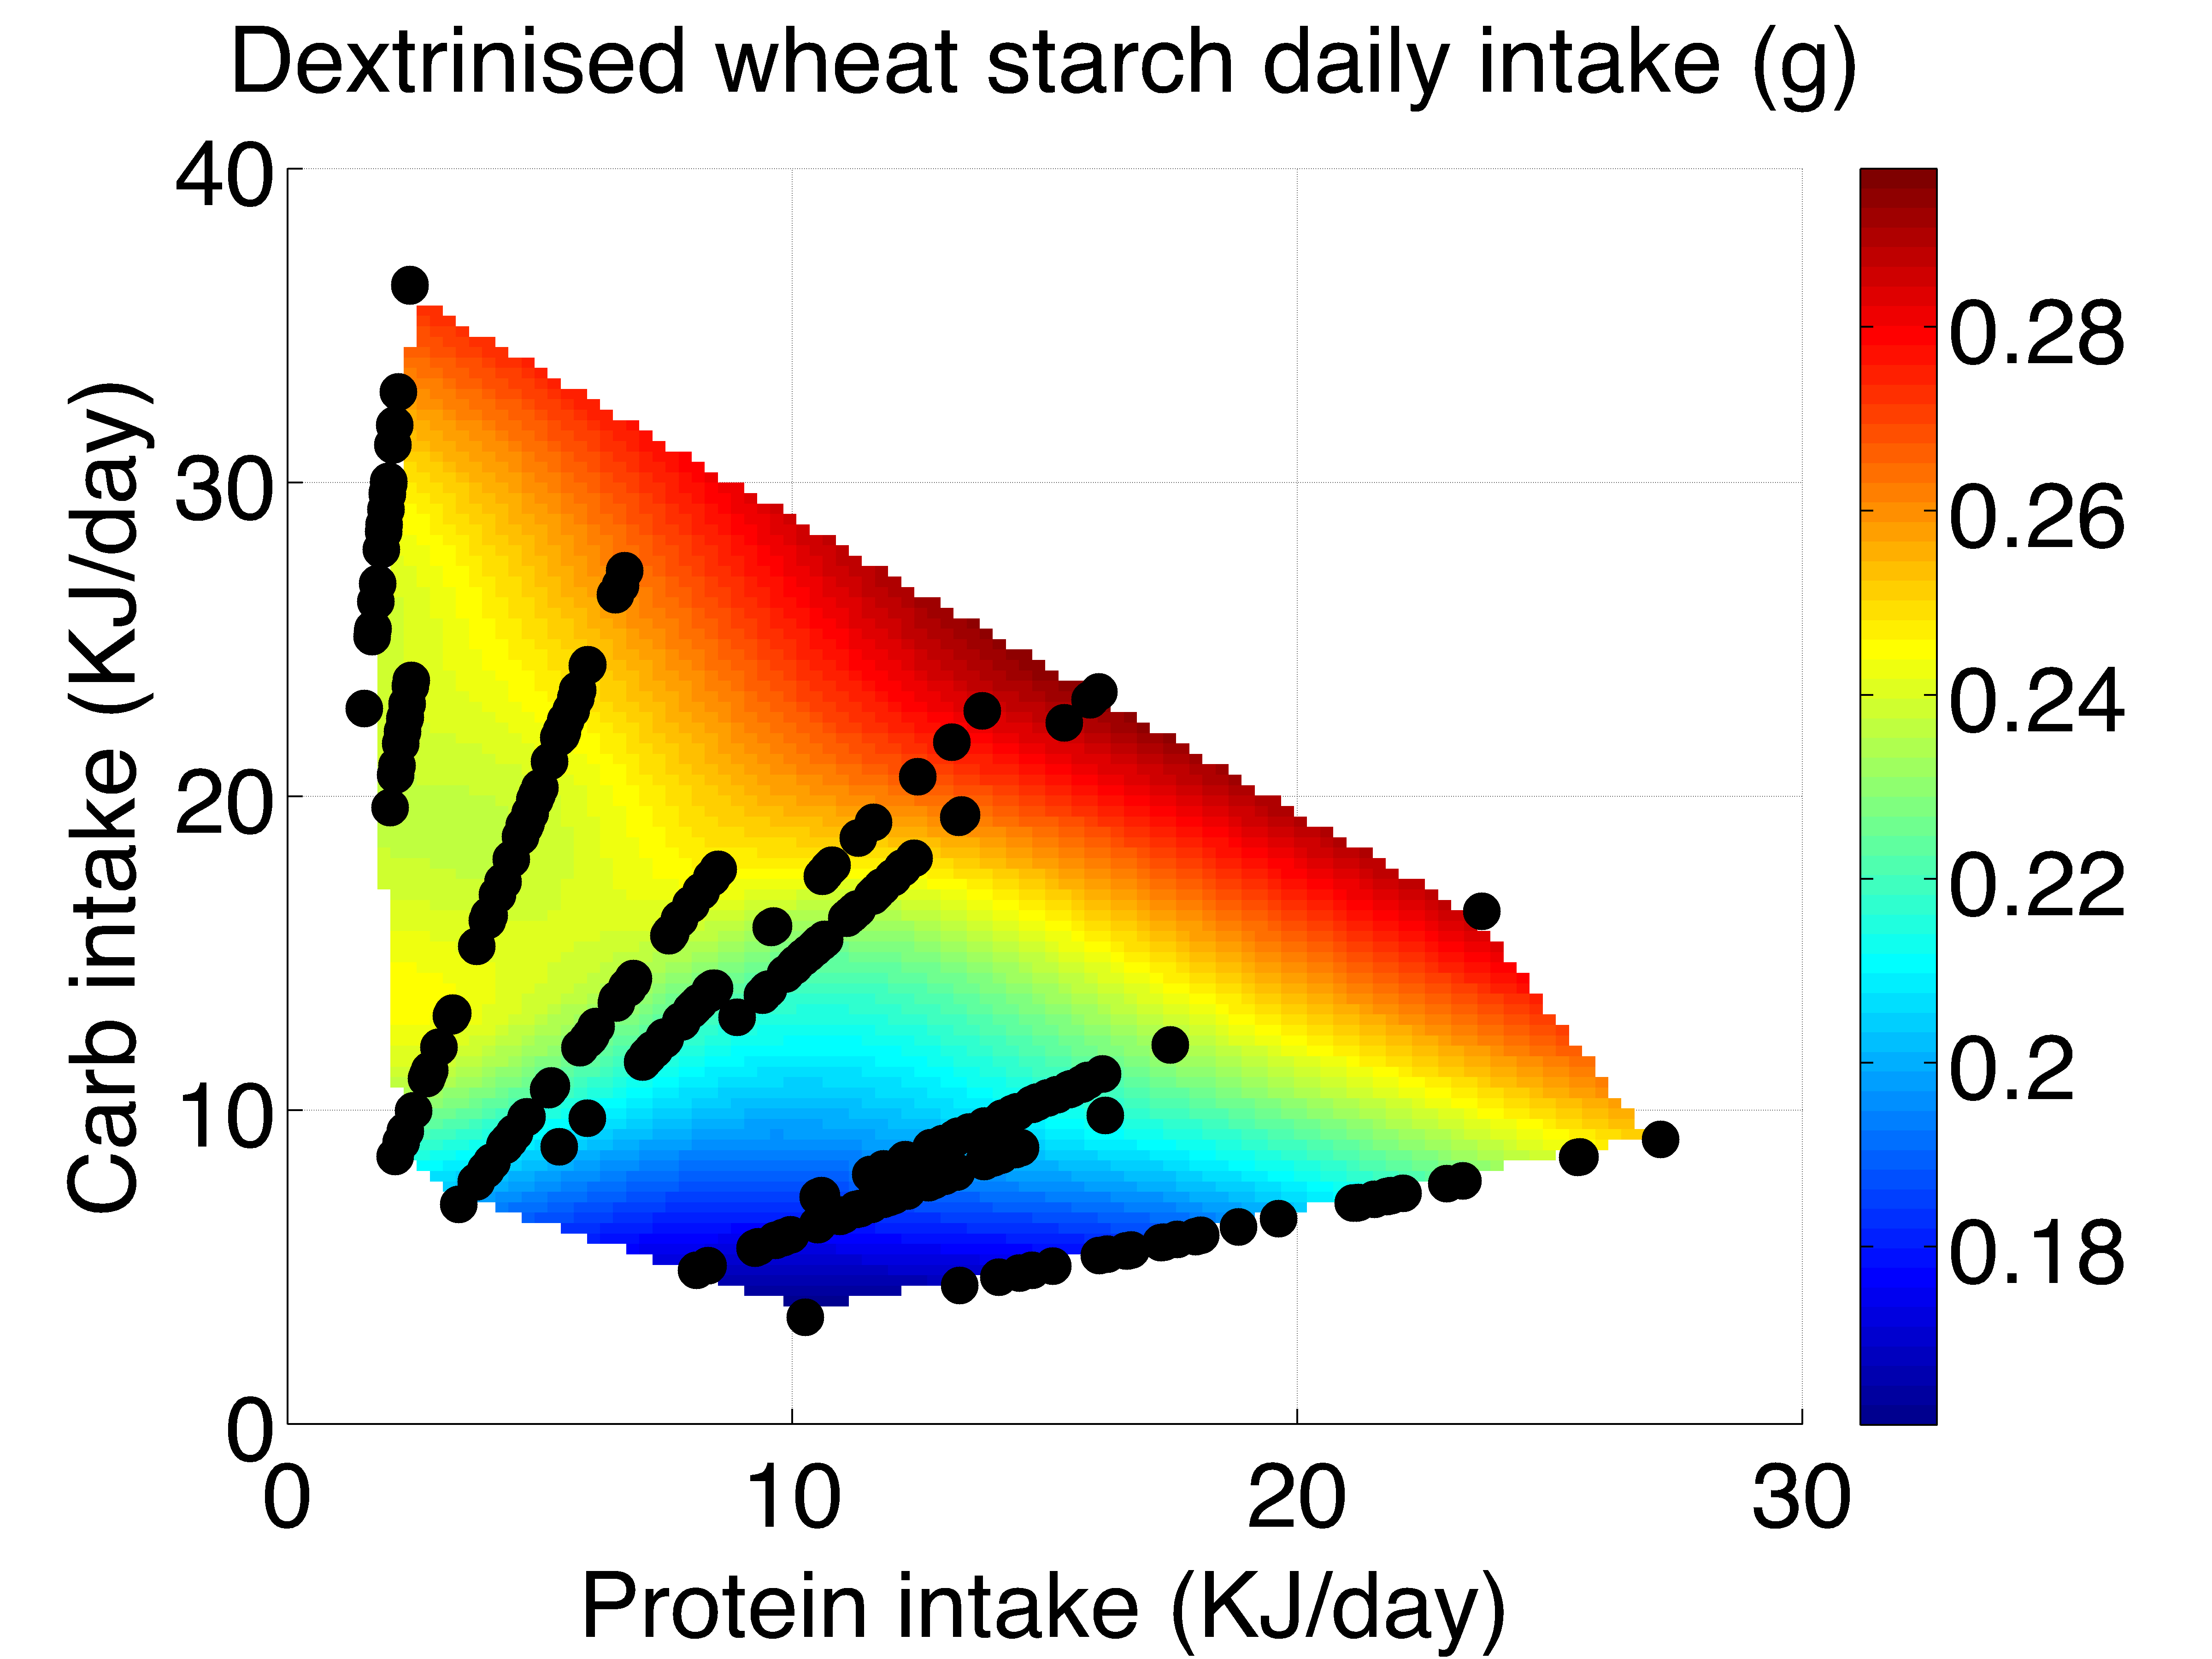 Dextrinised wheat starch daily intake (g)
40
30
20
10
0
Carb intake (KJ/day)
0 10 20 30
Protein intake (KJ/day)
0.28
0.26
0.24
0.22
0.2
0.18